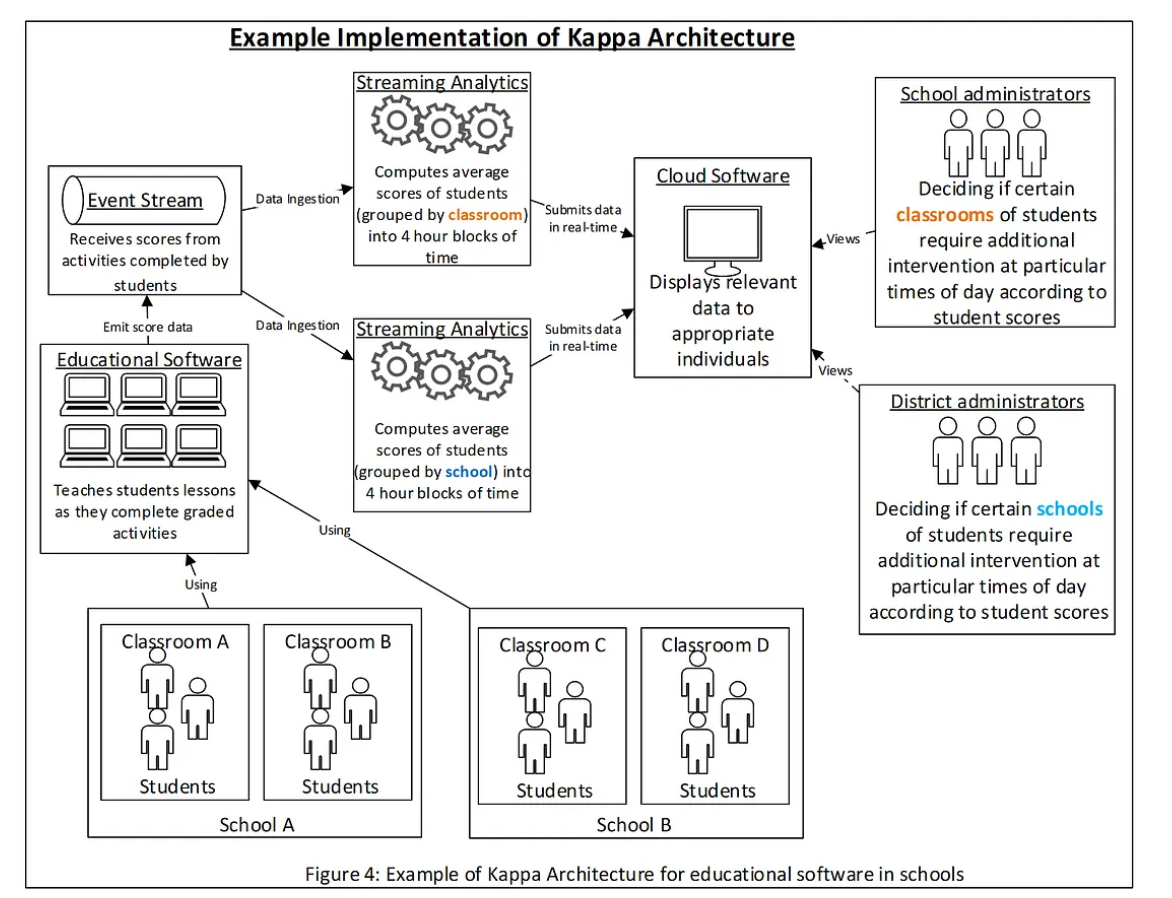 Example Implementation of Kappa Architecture
Streaming Analytics
Computes average
scores of students
(grouped by classroom)
into 4 hour blocks of
time
School administrators
Deciding if certain
classrooms of students
require additional
intervention at particular
times of day according to
student scores
Cloud Software
Displays relevant
data to
appropriate
individuals
Event Stream
Receives scores from
activities completed by
students
Data Ingestion
Submits data
in real-time
Views
Emit score data
Data Ingestion
Streaming Analytics
Computes average
scores of students
(grouped by school) into
4 hour blocks of time
Submits data
in real-time
Views
District administrators
Deciding if certain schools
of students require
additional intervention at
particular times of day
according to student scores
Educational Software
Teaches students lessons
as they complete graded
activities
Using
Using
Classroom A
Students
Classroom B
Students
School A
Classroom C
Students
Classroom D
Students
School B
Figure 4: Example of Kappa Architecture for educational software in schools